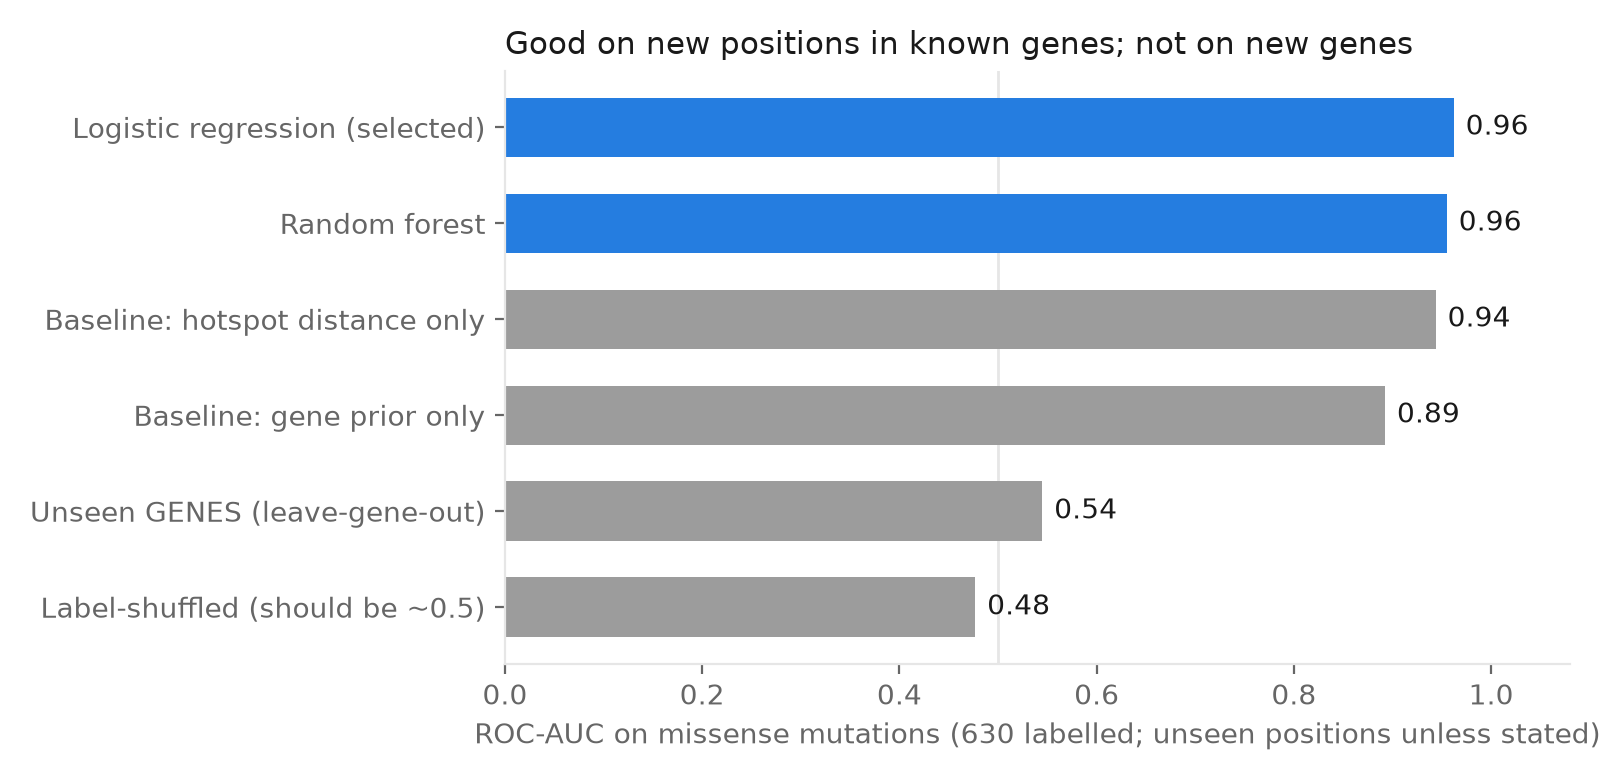 Good on new positions in known genes; not on new genes
Logistic regression (selected) 0.96
Random forest 0.96
Baseline: hotspot distance only 0.94
Baseline: gene prior only 0.89
Unseen GENES (leave-gene-out) 0.54
Label-shuffled (should be ~0.5) 0.48
0.0 0.2 0.4 0.6 0.8 1.0
ROC-AUC on missense mutations (630 labelled; unseen positions unless stated)